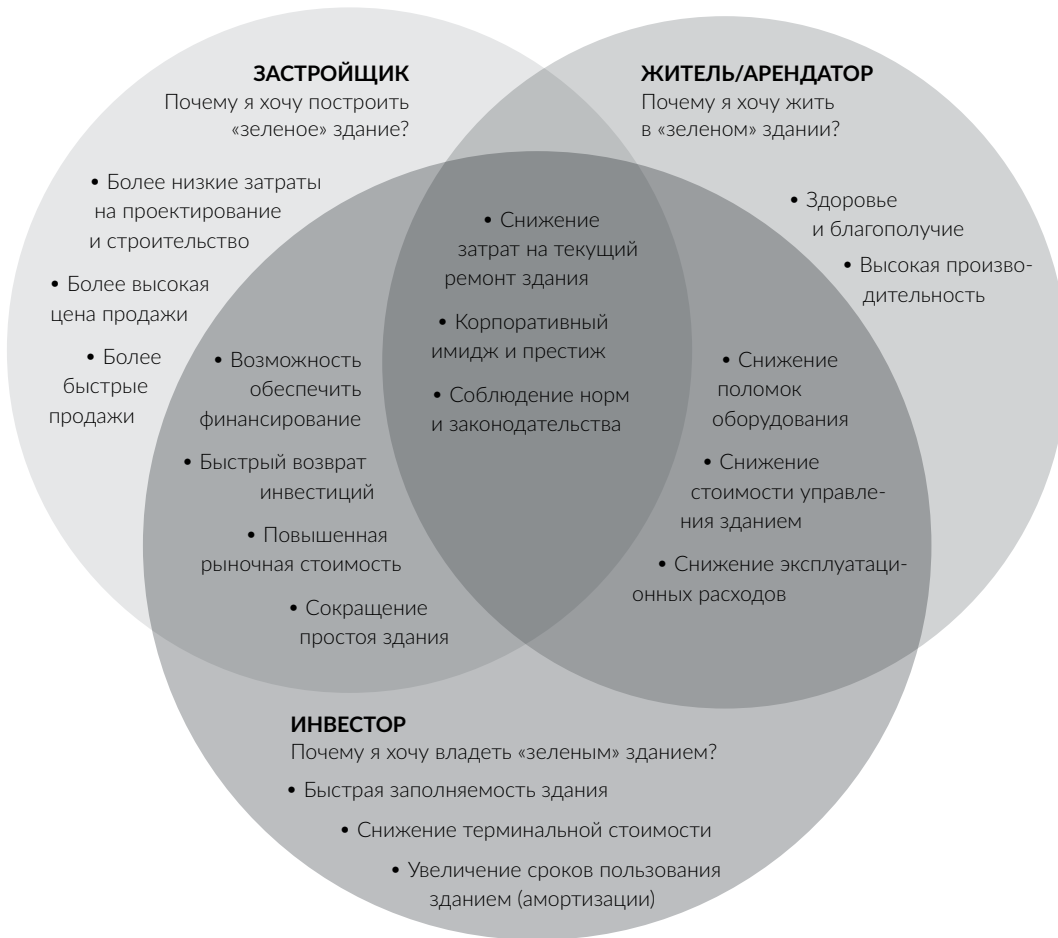 ЗАСТРОЙЩИК
Почему я хочу построить
«зеленое» здание?
• Более низкие затраты
на проектирование
и строительство
• Более высокая
цена продажи
• Более
быстрые
продажи
ЖИТЕЛЬ/АРЕНДАТОР
Почему я хочу жить
в «зеленом» здании?
• Здоровье
и благополучие
• Высокая произво-
дительность
• Снижение
затрат на текущий
ремонт здания
• Корпоративный
имидж и престиж
• Соблюдение норм
и законодательства
• Возможность
обеспечить
финансирование
• Быстрый возврат
инвестиций
• Повышенная
рыночная стоимость
• Сокращение
простоя здания
• Снижение
поломок
оборудования
• Снижение
стоимости управле-
ния зданием
• Снижение эксплуатаци-
онных расходов
ИНВЕСТОР
Почему я хочу владеть «зеленым» зданием?
• Быстрая заполняемость здания
• Снижение терминальной стоимости
• Увеличение сроков пользования
зданием (амортизации)